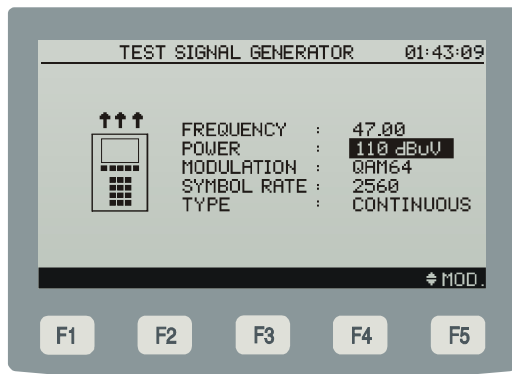 TEST SIGNAL GENERATOR 01:43:09
FREQUENCY : 47.00
POWER : 110 dBuV
MODULATION : QAM64
SYMBOL RATE : 2560
TYPE : CONTINUOUS
MOD.
F1 F2 F3 F4 F5